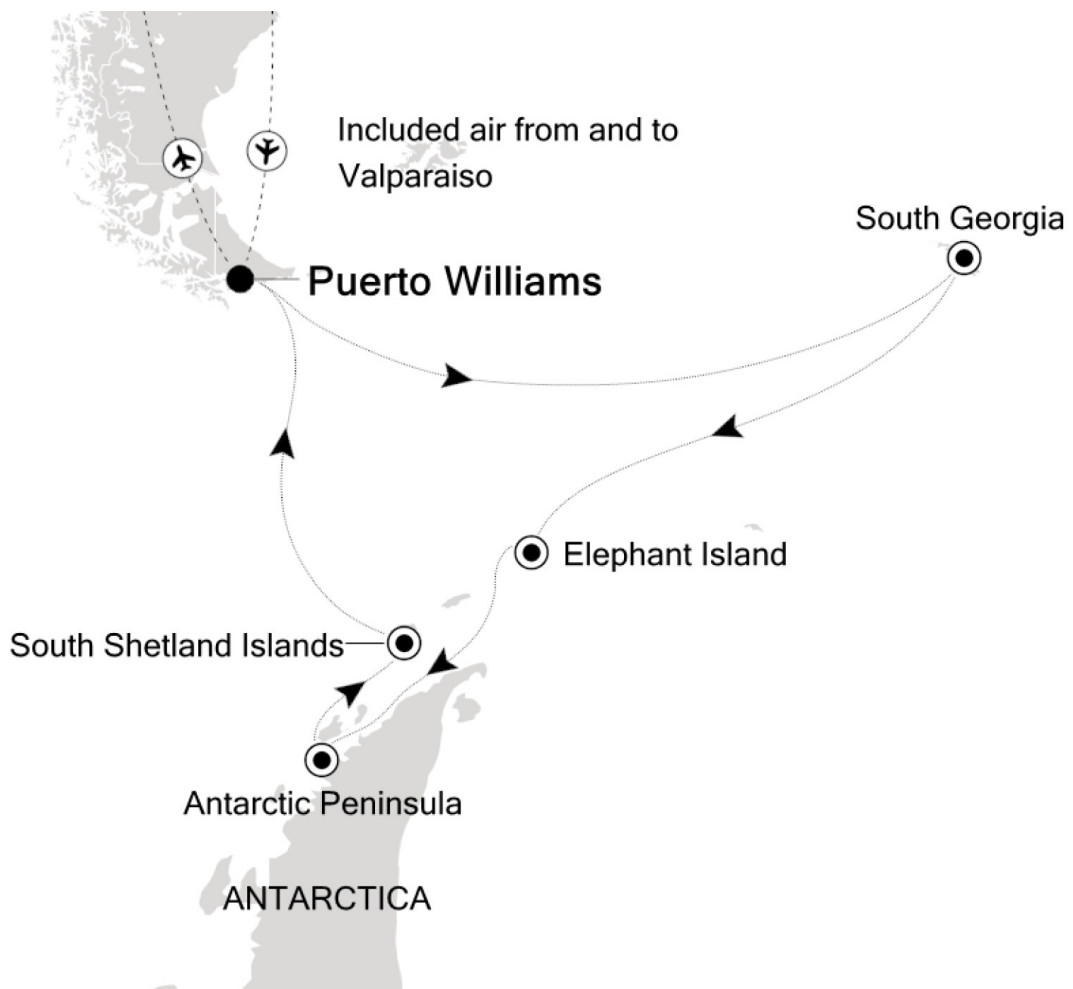 Included air from and to
Valparaiso
South Georgia
Puerto Williams
Elephant Island
South Shetland Islands
Antarctic Peninsula
ANTARCTICA